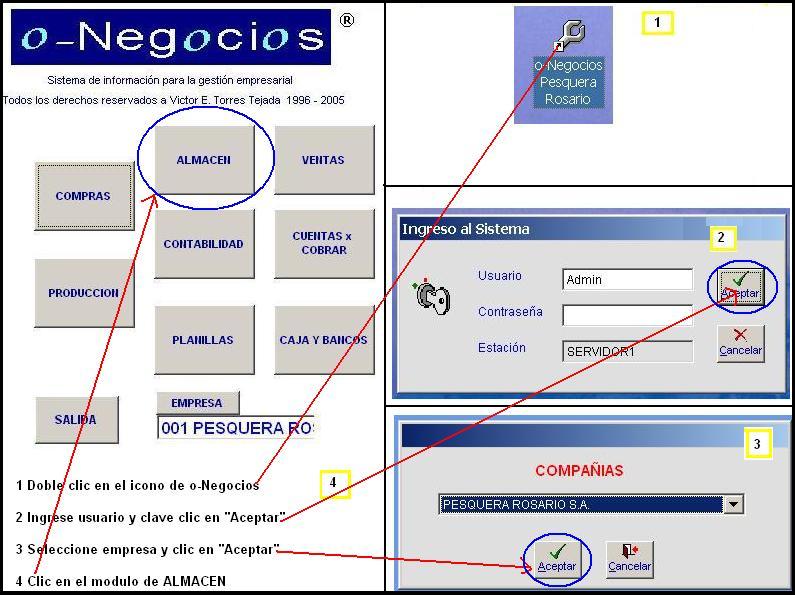 o-Negocios ®
Sistema de información para la gestión empresarial
Todos los derechos reservados a Victor E. Torres Tejada 1996 - 2005
ALMACEN
VENTAS
COMPRAS
CONTABILIDAD
CUENTAS x
COBRAR
PRODUCCION
PLANILLAS
CAJA Y BANCOS
SALIDA
EMPRESA
001 PESQUERA RO
1 Doble clic en el icono de o-Negocios
2 Ingrese usuario y clave clic en "Aceptar"
3 Seleccione empresa y clic en "Aceptar"
4 Clic en el modulo de ALMACEN
4
1
o-Negocios
Pesquera
Rosario
Ingreso al Sistema
2
Usuario
Admin
Aceptar
Contraseña
Estación
SERVIDOR1
Cancelar
3
COMPAÑIAS
PESQUERA ROSARIO S.A.
Aceptar
Cancelar